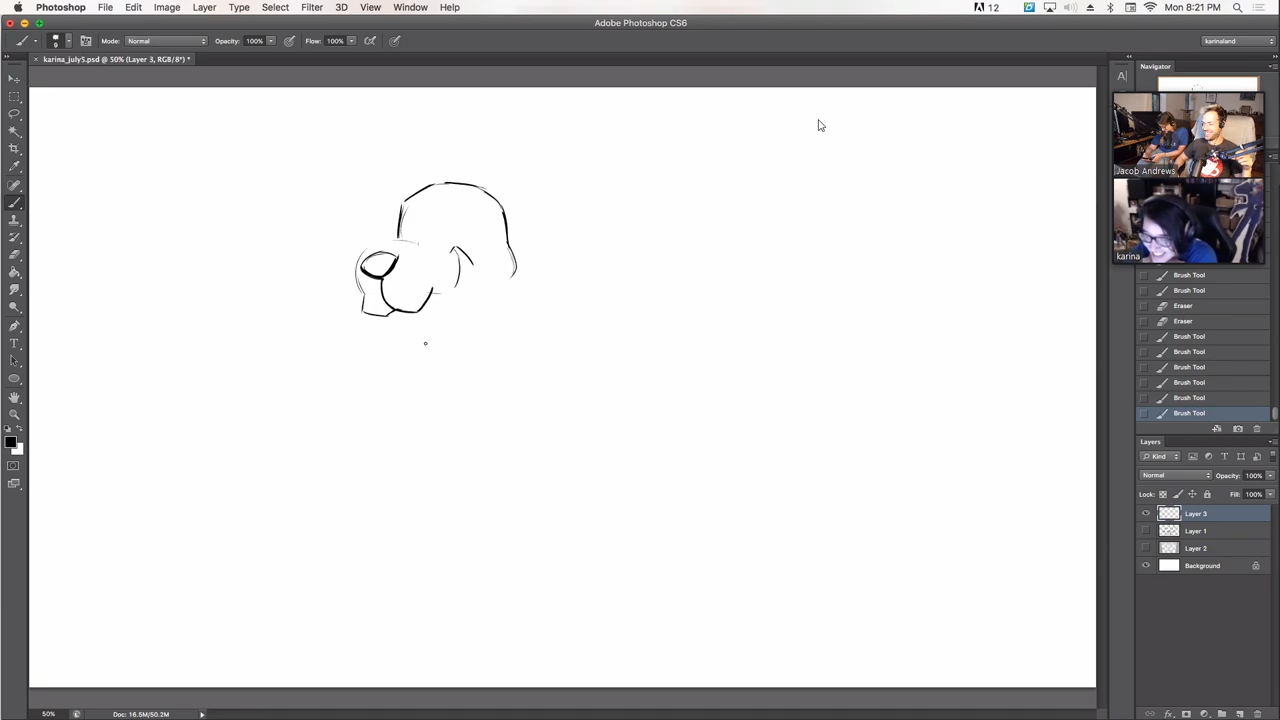 Photoshop File Edit Image Layer Type Select Filter 3D View Window Help 12 Mon 8:21 PM
Adobe Photoshop CS6
9 Mode: Normal Opacity: 100% Flow: 100% karinaland
karina_july5.psd @ 50% (Layer 3, RGB/8*) *
Navigator
A
Jacob Andrews
karina
Brush Tool
Brush Tool
Eraser
Eraser
Brush Tool
Brush Tool
Brush Tool
Brush Tool
Brush Tool
Brush Tool
Layers
Kind
Normal Opacity: 100%
Lock: Fill: 100%
Layer 3
Layer 1
Layer 2
Background
50% Doc: 16.5M/50.2M
fx